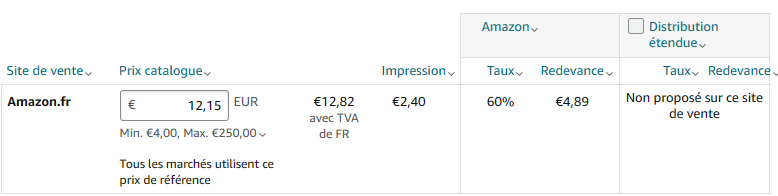 Amazon
Distribution
étendue
Site de vente
Prix catalogue
Impression
Taux
Redevance
Taux
Redevance
Amazon.fr
€ 12,15 EUR
€12,82
avec TVA
de FR
€2,40
60%
€4,89
Non proposé sur ce site
de vente
Min. €4,00, Max. €250,00
Tous les marchés utilisent ce
prix de référence